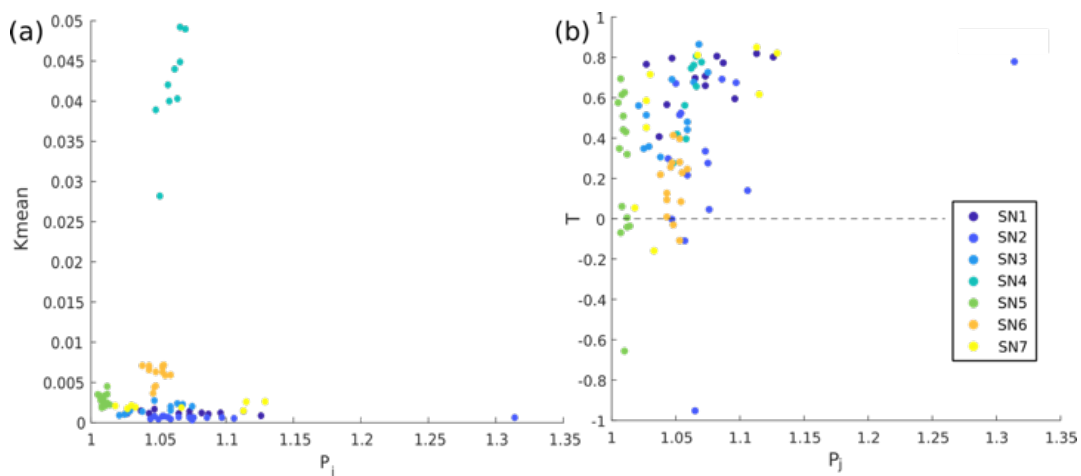 (a)
Kmean
0.05
0.045
0.04
0.035
0.03
0.025
0.02
0.015
0.01
0.005
0
1 1.05 1.1 1.15 1.2 1.25 1.3 1.35
Pj
(b)
T
1
0.8
0.6
0.4
0.2
0
-0.2
-0.4
-0.6
-0.8
-1
1 1.05 1.1 1.15 1.2 1.25 1.3 1.35
Pj
SN1
SN2
SN3
SN4
SN5
SN6
SN7